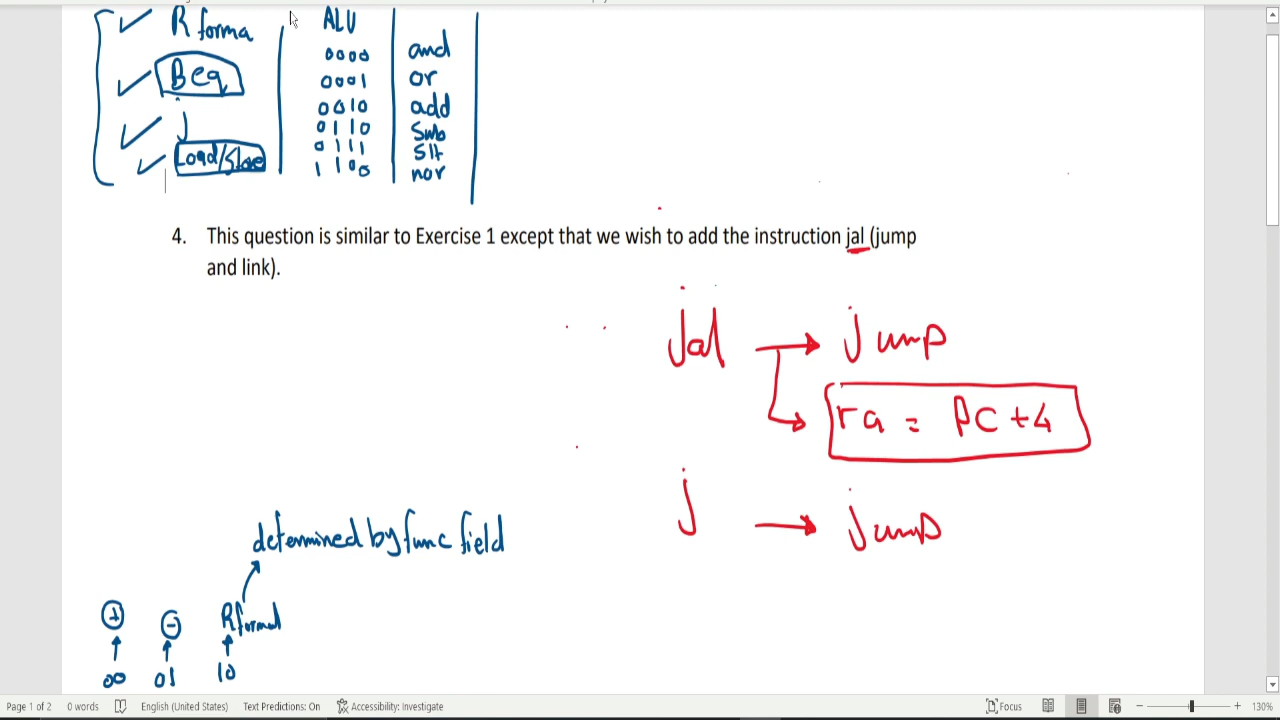 R forma ALU
0000 and
Beq 0001 or
0010 add
j 0110 Sub
Load/Store 0111 Slt
1100 nor
4. This question is similar to Exercise 1 except that we wish to add the instruction jal (jump
and link).
jal → jump
ra = PC+4
j → jump
determined by func field
+ - R format
00 01 10
Page 1 of 2 0 words English (United States) Text Predictions: On Accessibility: Investigate Focus - + 130%